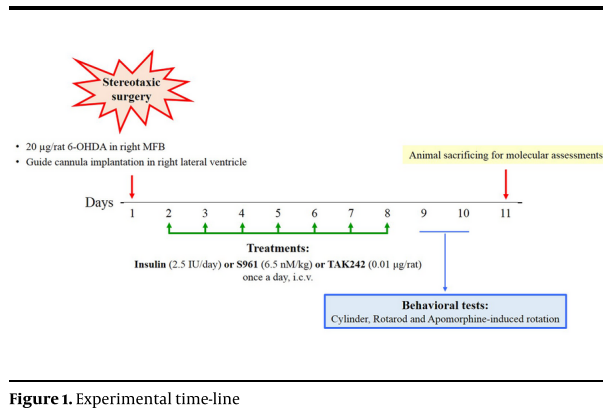 Stereotaxic
surgery
• 20 µg/rat 6-OHDA in right MFB
• Guide cannula implantation in right lateral ventricle
Animal sacrificing for molecular assessments
Days
1 2 3 4 5 6 7 8 9 10 11
Treatments:
Insulin (2.5 IU/day) or S961 (6.5 nM/kg) or TAK242 (0.01 µg/rat)
once a day, i.c.v.
Behavioral tests:
Cylinder, Rotarod and Apomorphine-induced rotation
Figure 1. Experimental time-line